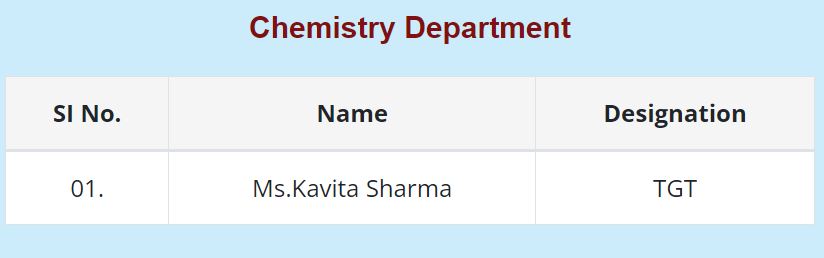 Chemistry Department
SI No. Name Designation
01. Ms.Kavita Sharma TGT